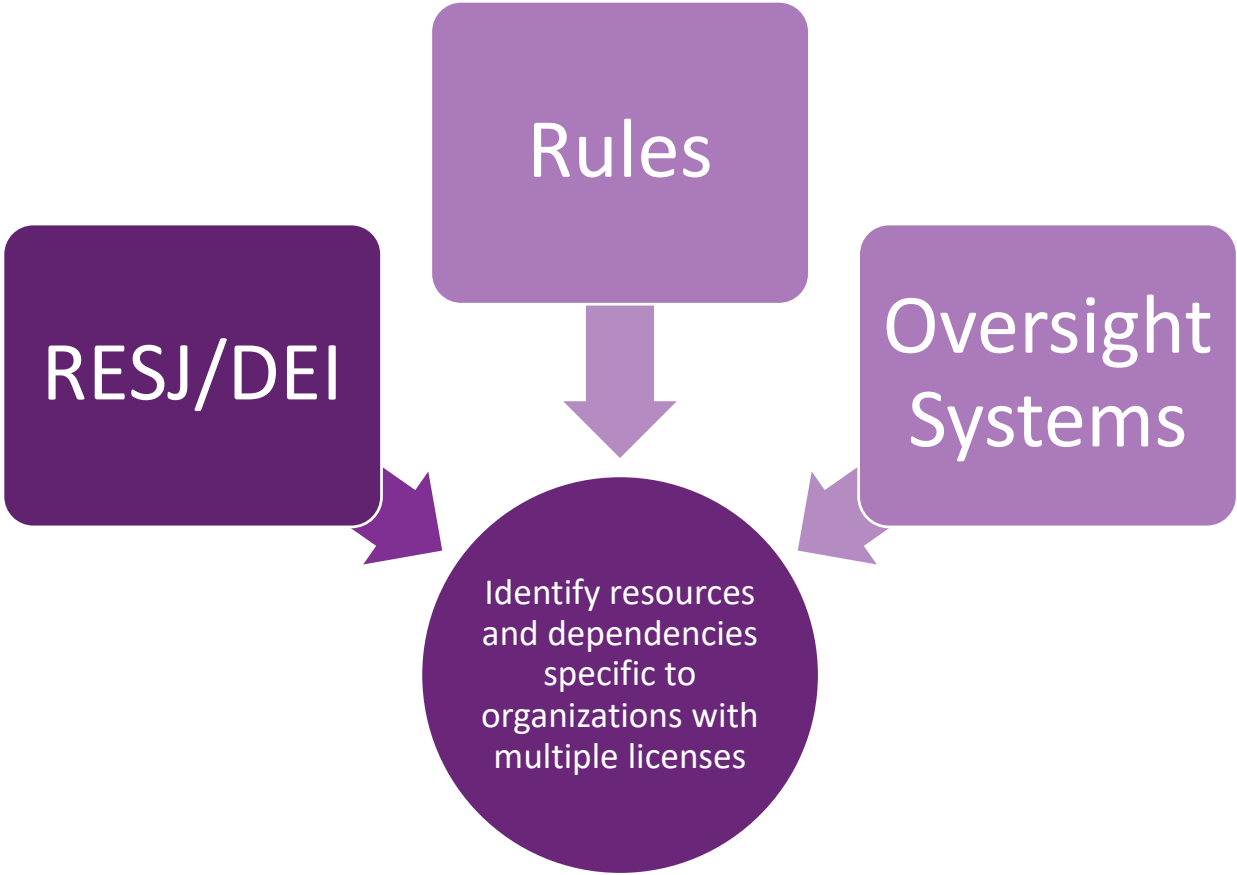 Rules
RESJ/DEI
Oversight
Systems
Identify resources
and dependencies
specific to
organizations with
multiple licenses